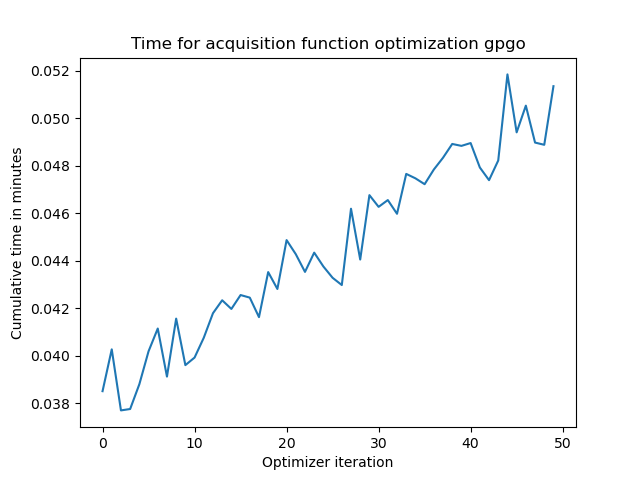 Time for acquisition function optimization gpgo
0.052
0.050
0.048
0.046
0.044
0.042
0.040
0.038
Cumulative time in minutes
0 10 20 30 40 50
Optimizer iteration